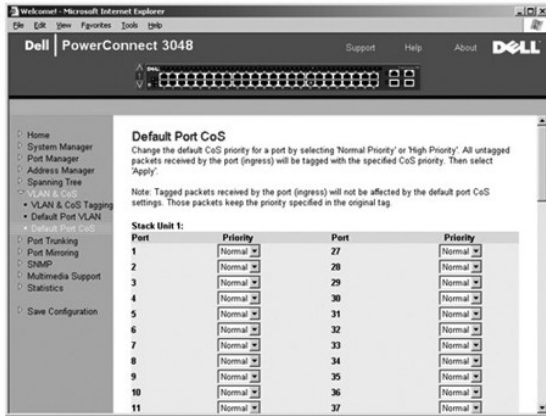 Welcome! - Microsoft Internet Explorer
File Edit View Favorites Tools Help
Dell PowerConnect 3048
Support Help About DELL
Home
System Manager
Port Manager
Address Manager
Spanning Tree
VLAN & CoS
VLAN & CoS Tagging
Default Port VLAN
Default Port CoS
Port Trunking
Port Mirroring
SNMP
Multimedia Support
Statistics
Save Configuration
Default Port CoS
Change the default CoS priority for a port by selecting 'Normal Priority' or 'High Priority'. All untagged
packets received by the port (ingress) will be tagged with the specified CoS priority. Then select
'Apply'.
Note: Tagged packets received by the port (ingress) will not be affected by the default port CoS
settings. Those packets keep the priority specified in the original tag.
Stack Unit 1:
Port Priority Port Priority
1 Normal 27 Normal
2 Normal 28 Normal
3 Normal 29 Normal
4 Normal 30 Normal
5 Normal 31 Normal
6 Normal 32 Normal
7 Normal 33 Normal
8 Normal 34 Normal
9 Normal 35 Normal
10 Normal 36 Normal
11 Normal 37 Normal